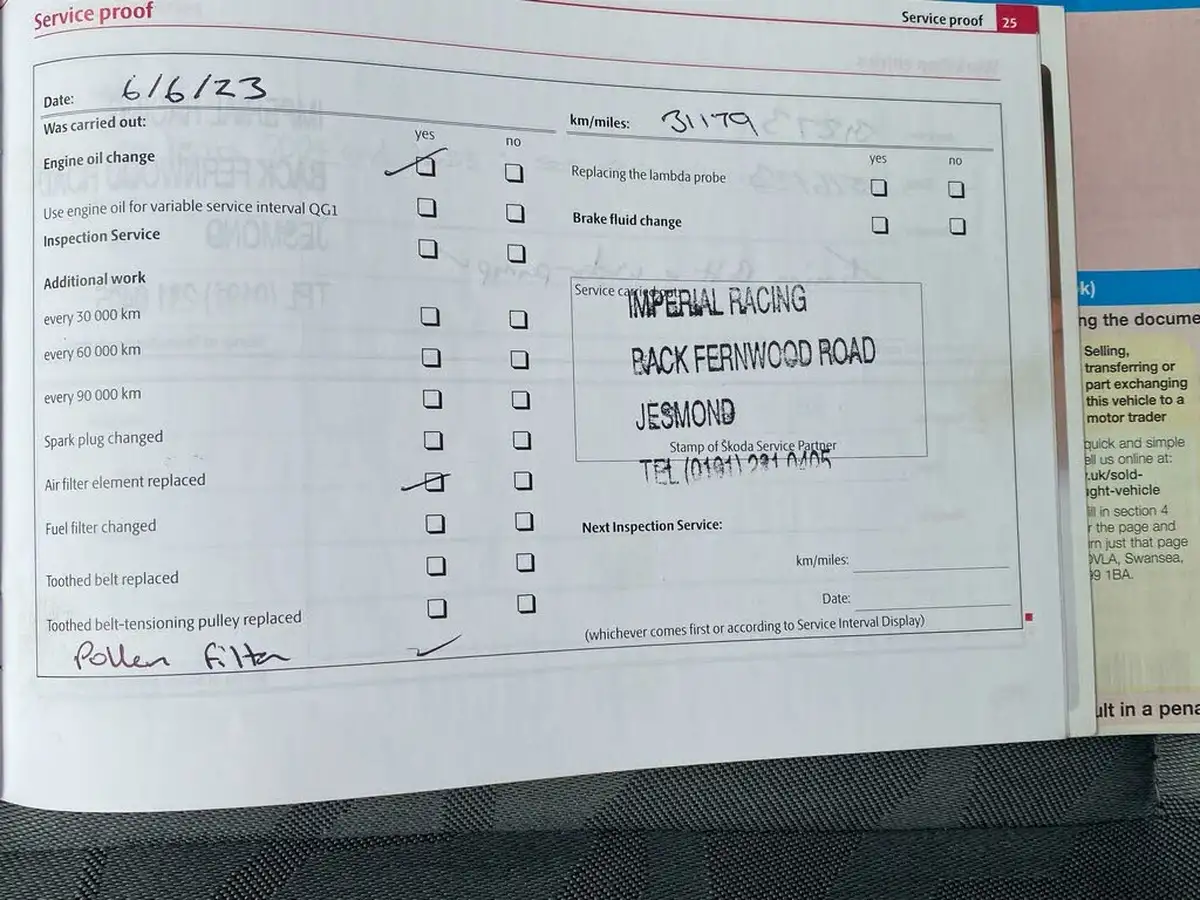 Service proof
Service proof 25
Date: 6/6/23
Was carried out:
yes no
Engine oil change
Use engine oil for variable service interval QG1
Inspection Service
Additional work
every 30 000 km
every 60 000 km
every 90 000 km
Spark plug changed
Air filter element replaced
Fuel filter changed
Toothed belt replaced
Toothed belt-tensioning pulley replaced
Pollen filter
km/miles: 31179
yes no
Replacing the lambda probe
Brake fluid change
Service carried out
IMPERIAL RACING
BACK FERNWOOD ROAD
JESMOND
Stamp of Škoda Service Partner
TEL (0191) 281 0405
Next Inspection Service:
km/miles:
Date:
(whichever comes first or according to Service Interval Display)
k)
ng the docume
Selling,
transferring or
part exchanging
this vehicle to a
motor trader
quick and simple
ell us online at:
.uk/sold-
ght-vehicle
ill in section 4
r the page and
rn just that page
DVLA, Swansea,
9 1BA.
ult in a pena